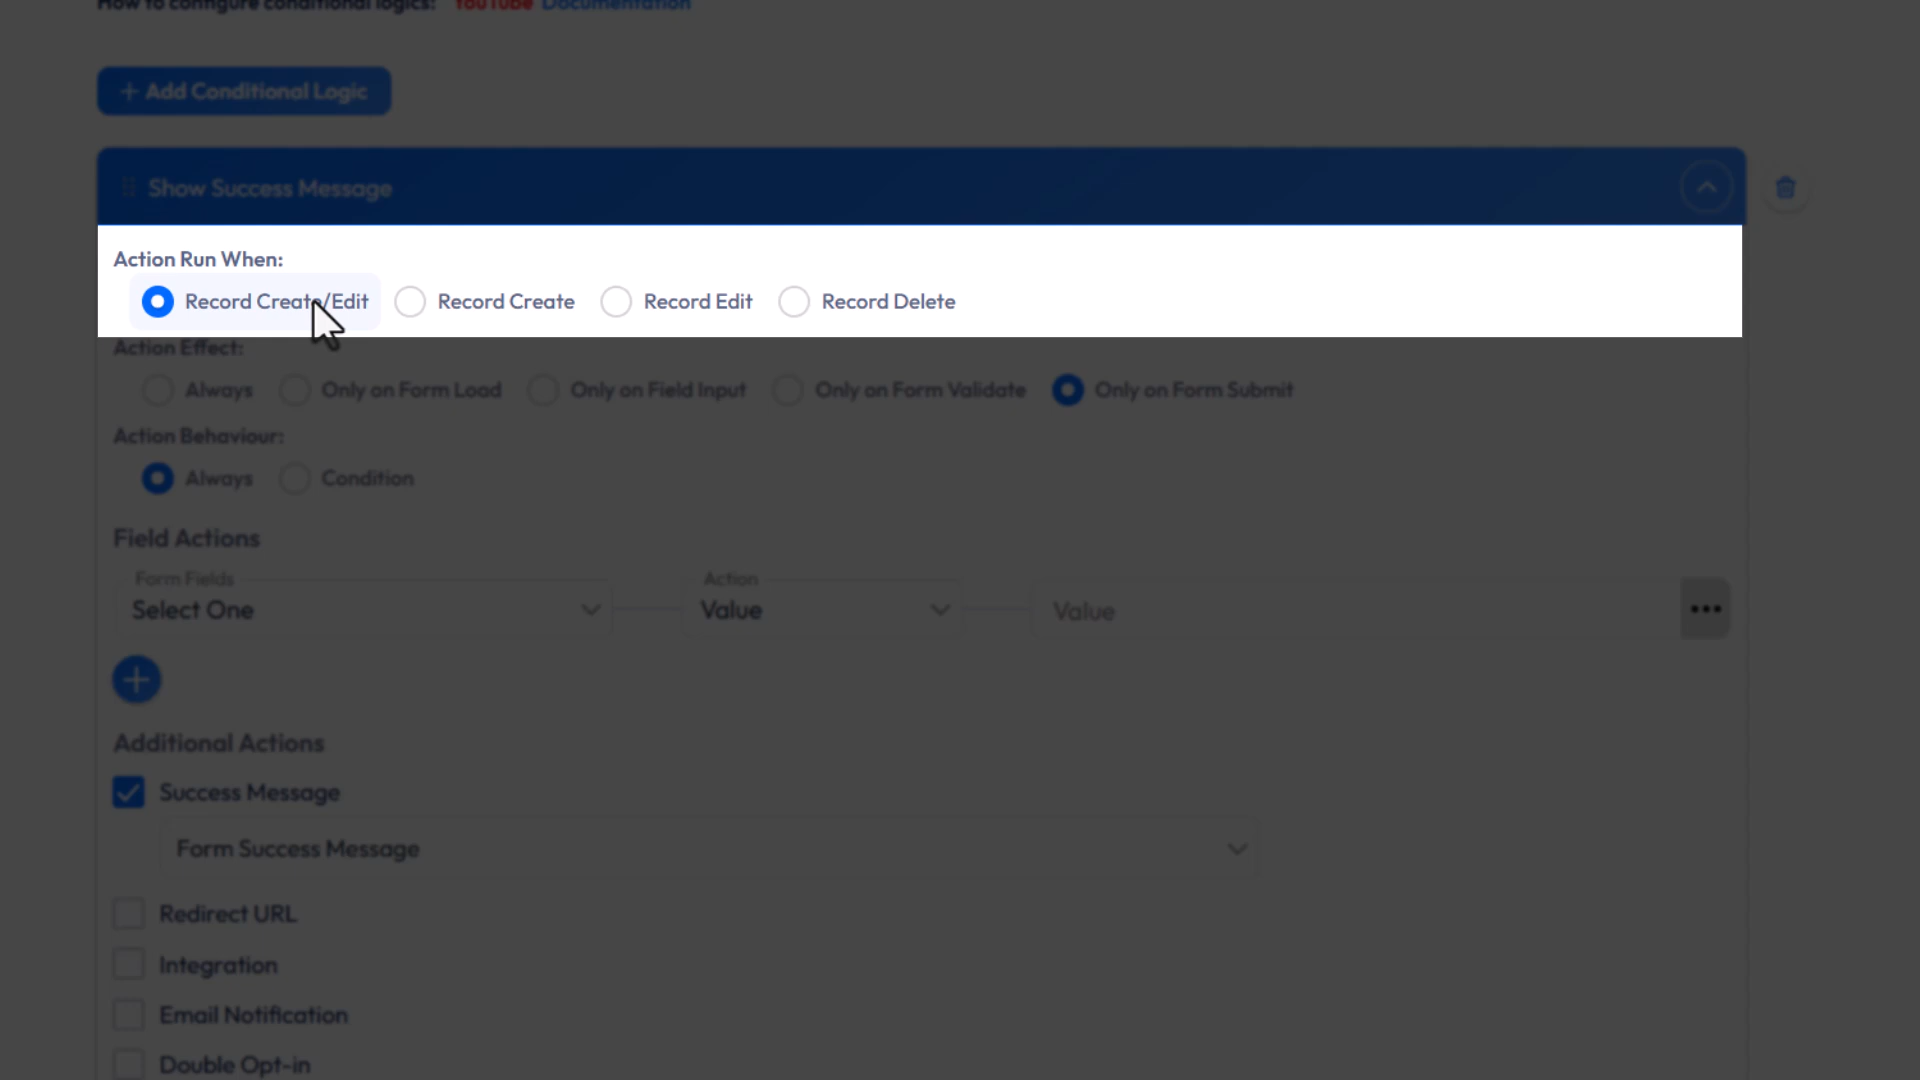 How to configure conditional logics: YouTube Documentation
+ Add Conditional Logic
Show Success Message
Action Run When:
Record Create/Edit Record Create Record Edit Record Delete
Action Effect:
Always Only on Form Load Only on Field Input Only on Form Validate Only on Form Submit
Action Behaviour:
Always Condition
Field Actions
Form Fields Action
Select One Value Value
Additional Actions
Success Message
Form Success Message
Redirect URL
Integration
Email Notification
Double Opt-in